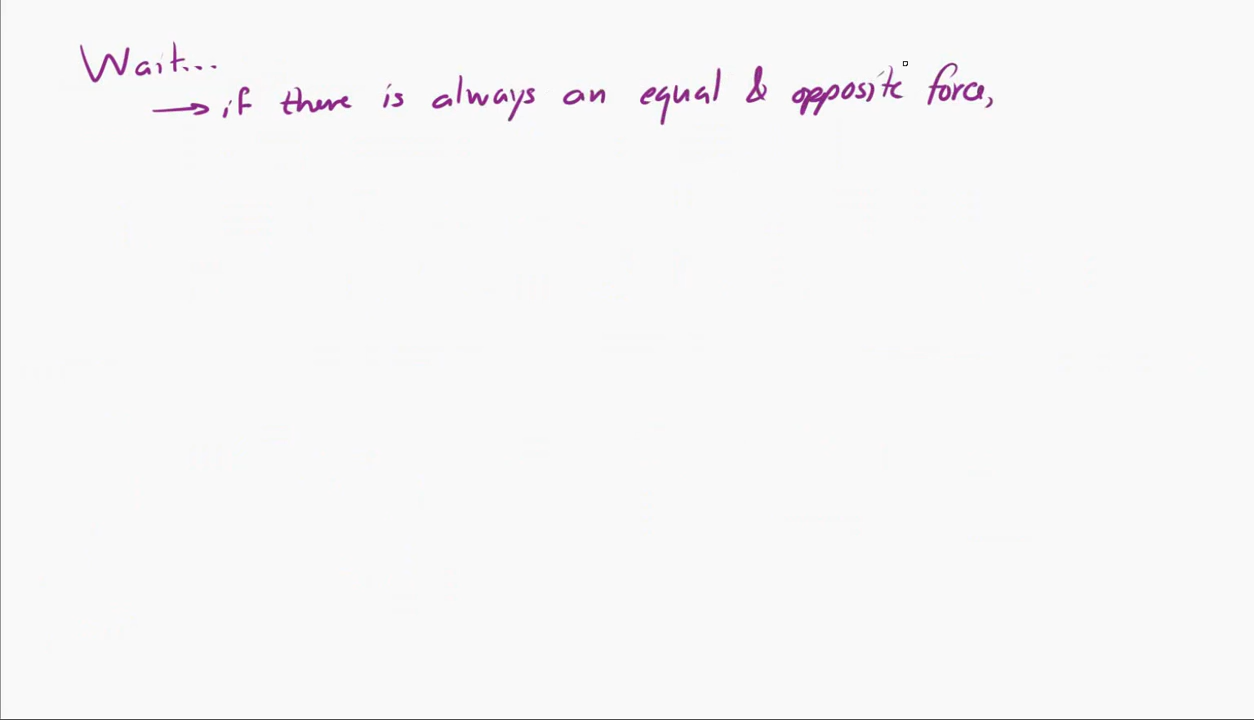 Wait...
→ if there is always an equal & opposite force,